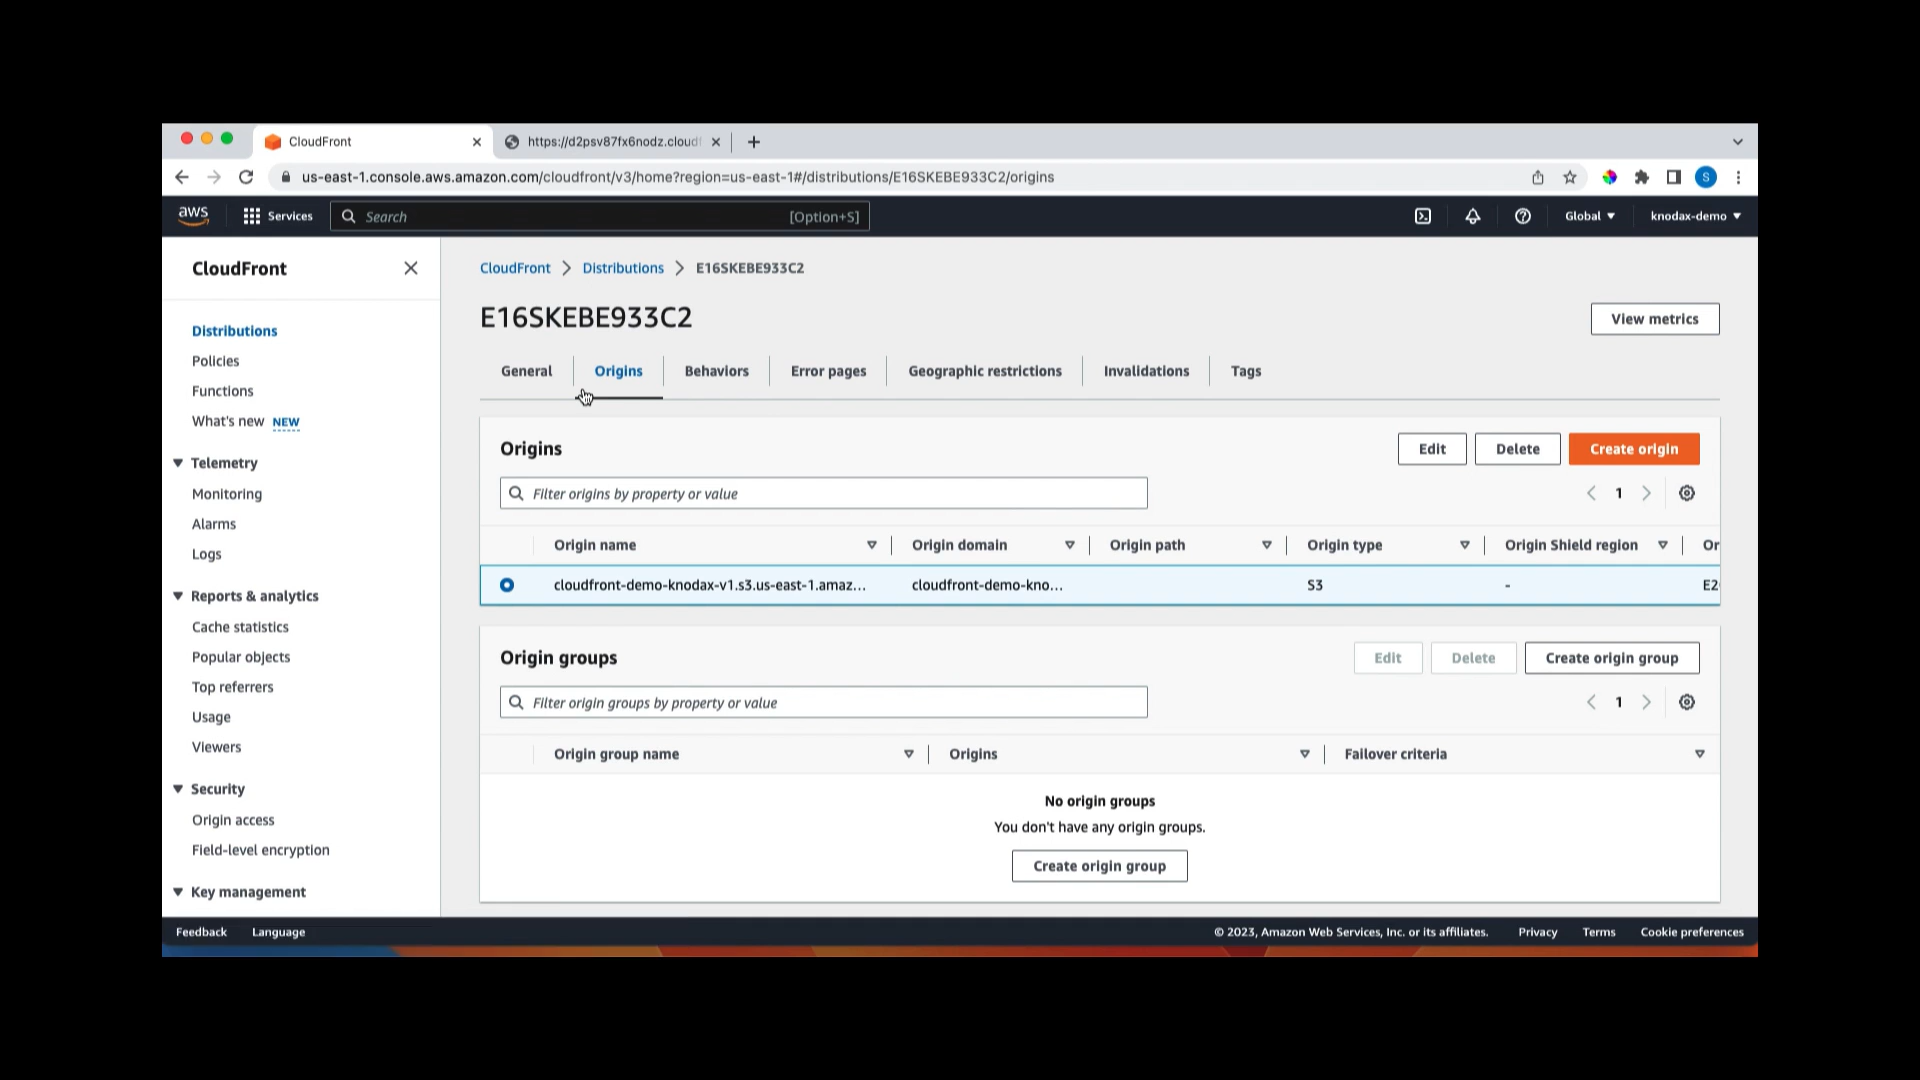 CloudFront
https://d2psv87fx6nodz.cloudf
us-east-1.console.aws.amazon.com/cloudfront/v3/home?region=us-east-1#/distributions/E16SKEBE933C2/origins
S
aws
Services
Search
[Option+S]
Global
knodax-demo
CloudFront
Distributions
Policies
Functions
What's new NEW
Telemetry
Monitoring
Alarms
Logs
Reports & analytics
Cache statistics
Popular objects
Top referrers
Usage
Viewers
Security
Origin access
Field-level encryption
Key management
CloudFront > Distributions > E16SKEBE933C2
E16SKEBE933C2
View metrics
General
Origins
Behaviors
Error pages
Geographic restrictions
Invalidations
Tags
Origins
Edit
Delete
Create origin
Filter origins by property or value
1
Origin name
Origin domain
Origin path
Origin type
Origin Shield region
Or
cloudfront-demo-knodax-v1.s3.us-east-1.amaz...
cloudfront-demo-kno...
S3
-
E2
Origin groups
Edit
Delete
Create origin group
Filter origin groups by property or value
1
Origin group name
Origins
Failover criteria
No origin groups
You don't have any origin groups.
Create origin group
Feedback
Language
© 2023, Amazon Web Services, Inc. or its affiliates.
Privacy
Terms
Cookie preferences